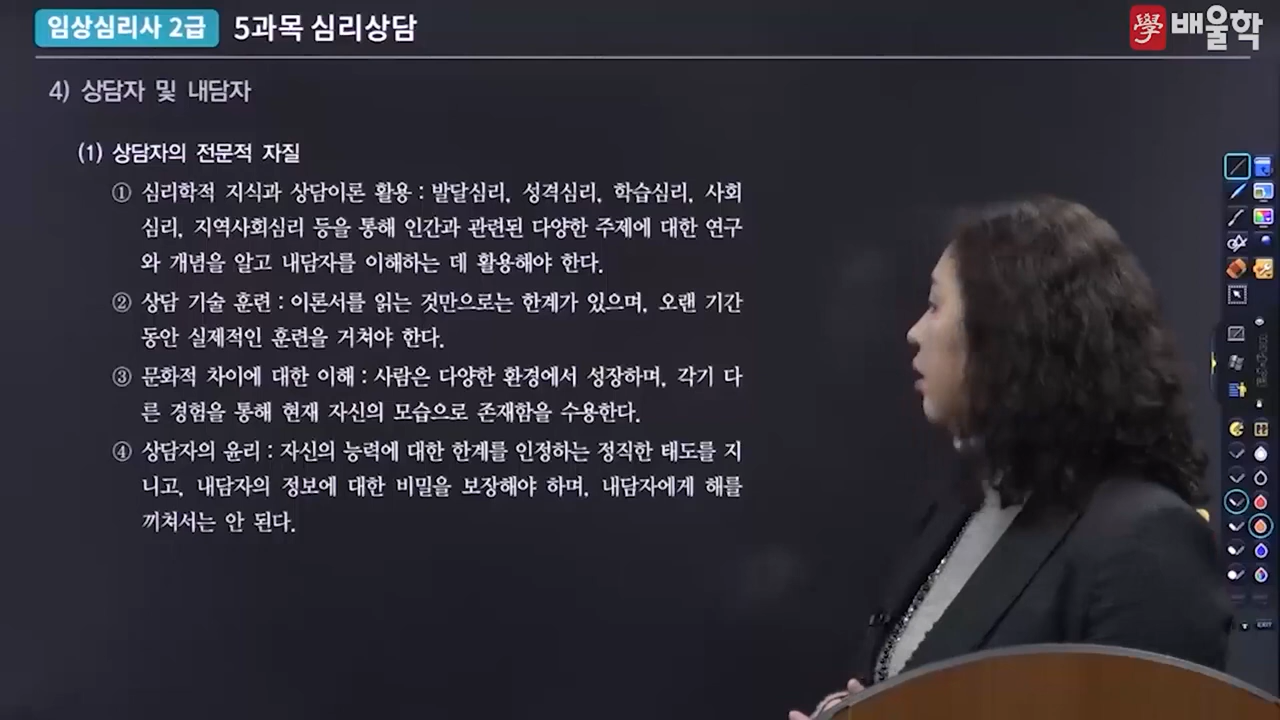 임상심리사 2급 5과목 심리상담
學 배울학
4) 상담자 및 내담자
(1) 상담자의 전문적 자질
① 심리학적 지식과 상담이론 활용 : 발달심리, 성격심리, 학습심리, 사회
심리, 지역사회심리 등을 통해 인간과 관련된 다양한 주제에 대한 연구
와 개념을 알고 내담자를 이해하는 데 활용해야 한다.
② 상담 기술 훈련 : 이론서를 읽는 것만으로는 한계가 있으며, 오랜 기간
동안 실제적인 훈련을 거쳐야 한다.
③ 문화적 차이에 대한 이해 : 사람은 다양한 환경에서 성장하며, 각기 다
른 경험을 통해 현재 자신의 모습으로 존재함을 수용한다.
④ 상담자의 윤리 : 자신의 능력에 대한 한계를 인정하는 정직한 태도를 지
니고, 내담자의 정보에 대한 비밀을 보장해야 하며, 내담자에게 해를
끼쳐서는 안 된다.
EXIT